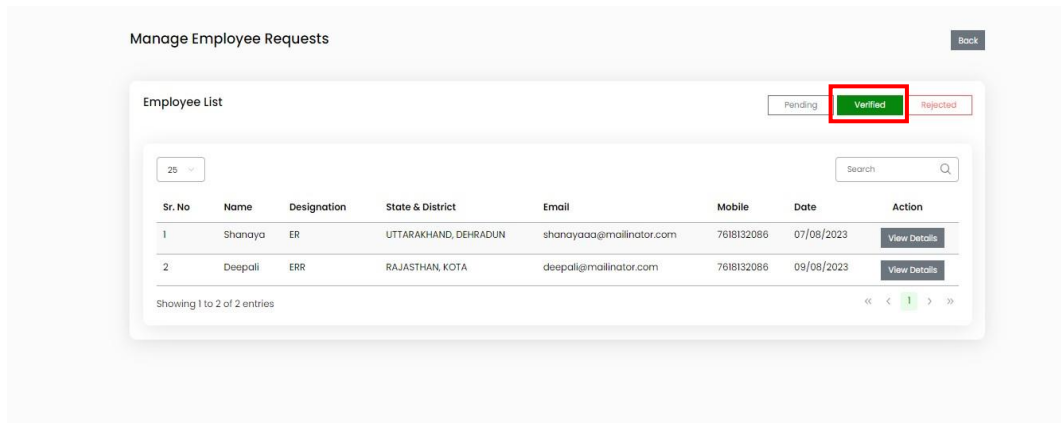 Manage Employee Requests
Back
Employee List
Pending Verified Rejected
25
Search
Sr. No Name Designation State & District Email Mobile Date Action
1 Shanaya ER UTTARAKHAND, DEHRADUN shanayaaa@mailinator.com 7618132086 07/08/2023 View Details
2 Deepali ERR RAJASTHAN, KOTA deepali@mailinator.com 7618132086 09/08/2023 View Details
Showing 1 to 2 of 2 entries
« < 1 > »